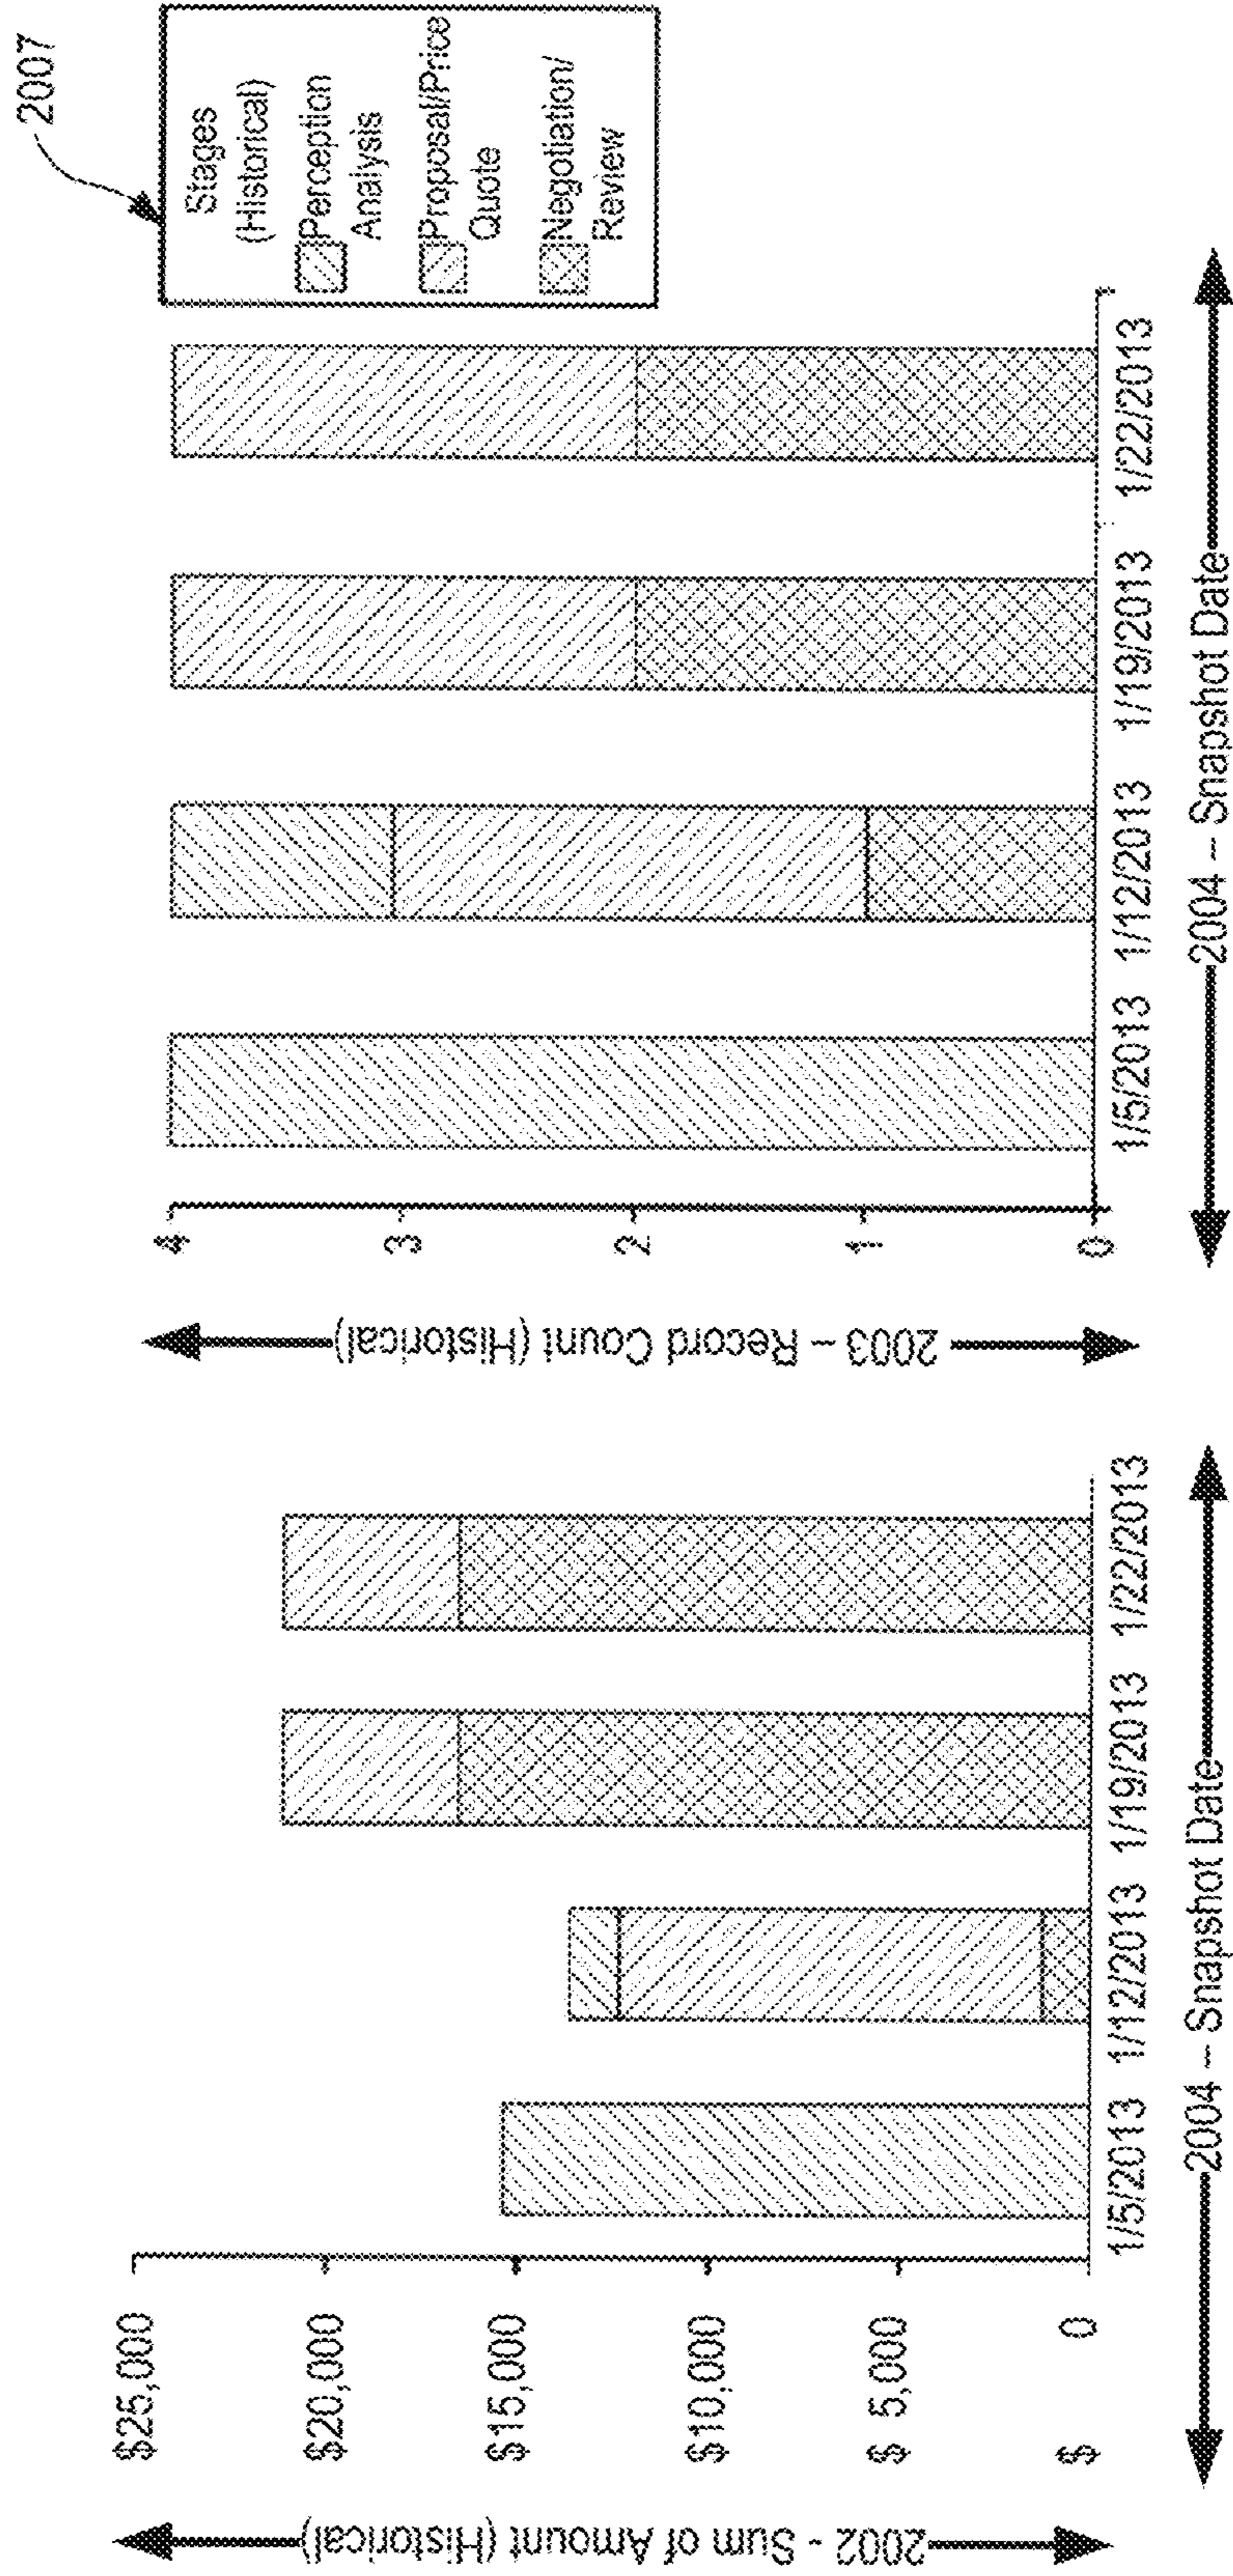 2007
Stages
(Historical)
Perception
Analysis
Proposal/Price
Quote
Negotiation/
Review
$25,000
$20,000
$15,000
$10,000
$ 5,000
$ 0
2002 - Sum of Amount (Historical)
1/5/2013 1/12/2013 1/19/2013 1/22/2013
2004 – Snapshot Date
4
3
2
1
0
2003 – Record Count (Historical)
1/5/2013 1/12/2013 1/19/2013 1/22/2013
2004 – Snapshot Date